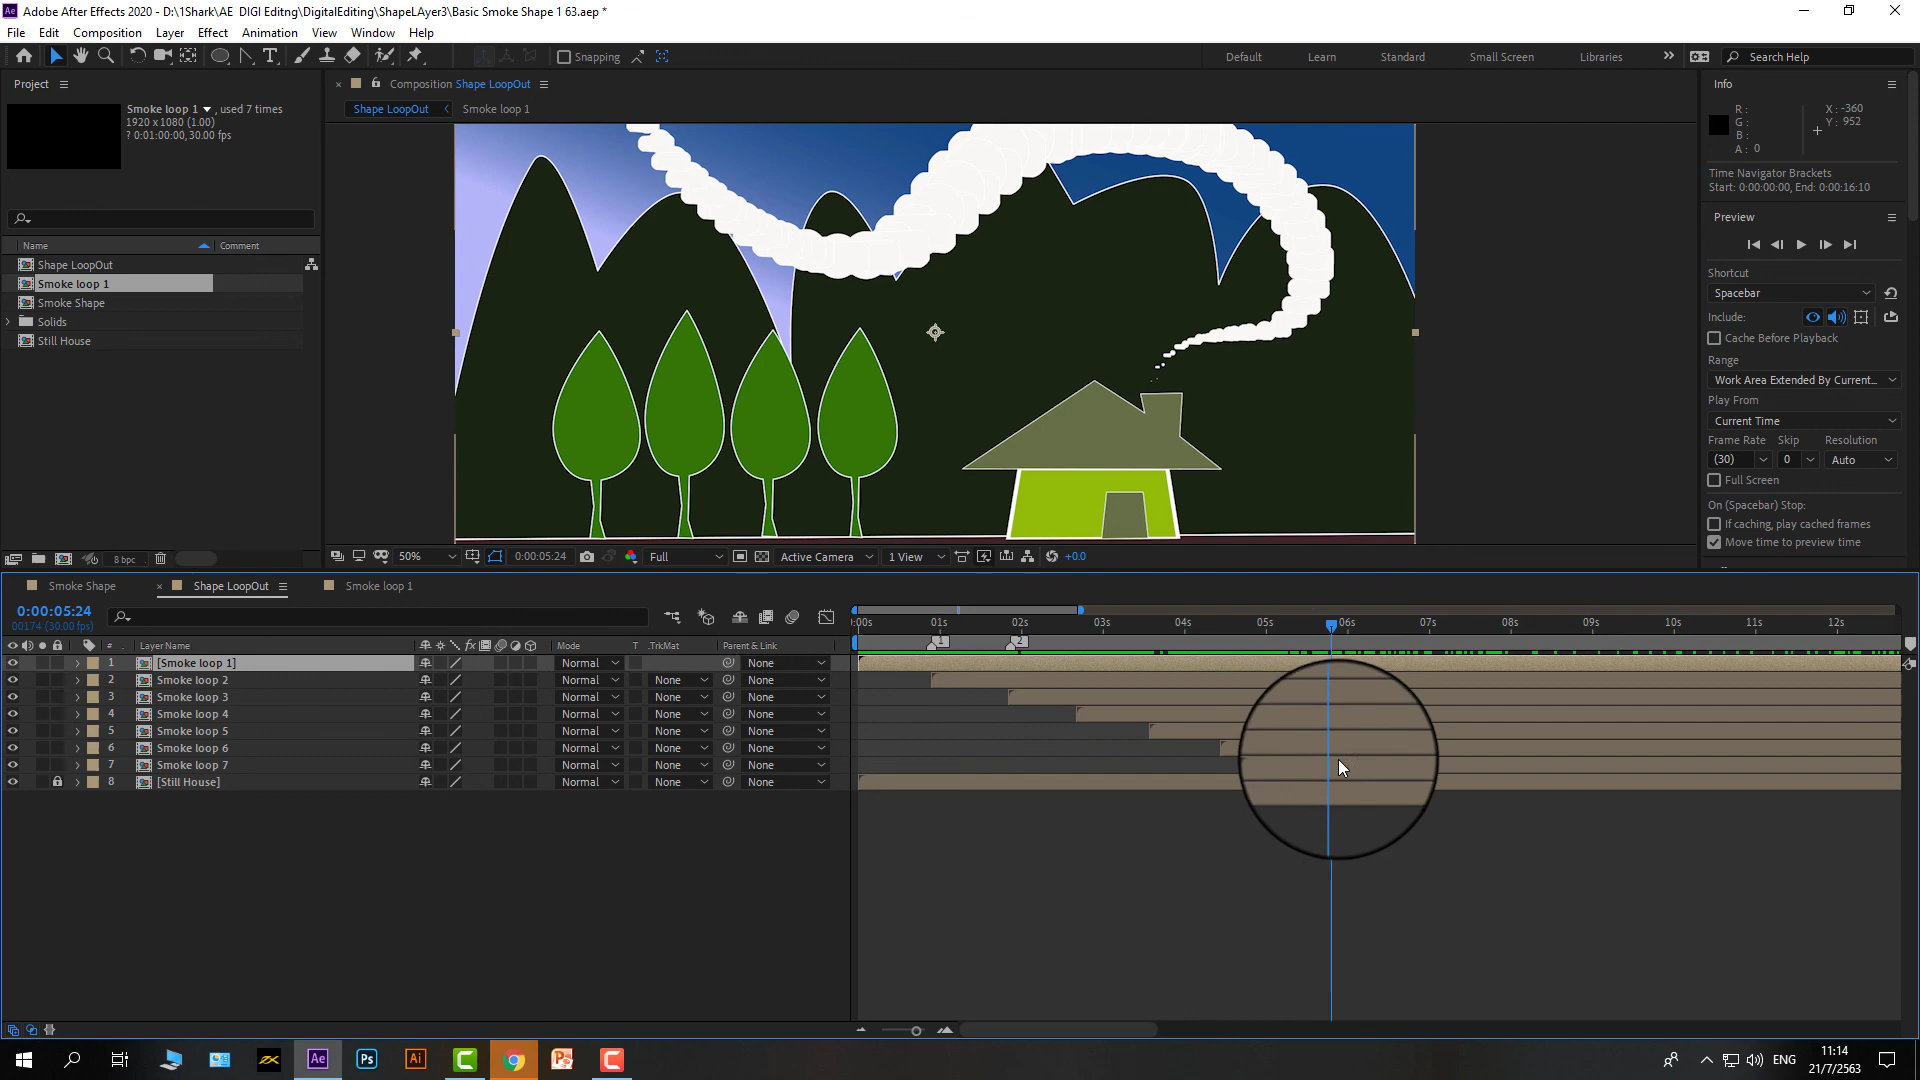 Ae Adobe After Effects 2020 - D:\1Shark\AE  DIGI Editng\DigitalEditing\ShapeLAyer3\Basic Smoke Shape 1 63.aep *
File Edit Composition Layer Effect Animation View Window Help
Snapping Default Learn Standard Small Screen Libraries Search Help
Project
Smoke loop 1 , used 7 times
1920 x 1080 (1.00)
? 0:01:00:00, 30.00 fps
Name Comment
Shape LoopOut
Smoke loop 1
Smoke Shape
Solids
Still House
8 bpc
Composition Shape LoopOut
Shape LoopOut Smoke loop 1
50% 0:00:05:24 Full Active Camera 1 View +0.0
Info
R :
G :
B :
A : 0
X : -360
Y : 952
Time Navigator Brackets
Start: 0:00:00:00, End: 0:00:16:10
Preview
Shortcut
Spacebar
Include:
Cache Before Playback
Range
Work Area Extended By Current...
Play From
Current Time
Frame Rate Skip Resolution
(30) 0 Auto
Full Screen
On (Spacebar) Stop:
If caching, play cached frames
Move time to preview time
Smoke Shape Shape LoopOut Smoke loop 1
0:00:05:24
00174 (30.00 fps)
:00s 01s 02s 03s 04s 05s 06s 07s 08s 09s 10s 11s 12s
1 2
# Layer Name fx Mode T .TrkMat Parent & Link
1 [Smoke loop 1] Normal None
2 Smoke loop 2 Normal None None
3 Smoke loop 3 Normal None None
4 Smoke loop 4 Normal None None
5 Smoke loop 5 Normal None None
6 Smoke loop 6 Normal None None
7 Smoke loop 7 Normal None None
8 [Still House] Normal None None
Ae Ps Ai ENG
11:14
21/7/2563